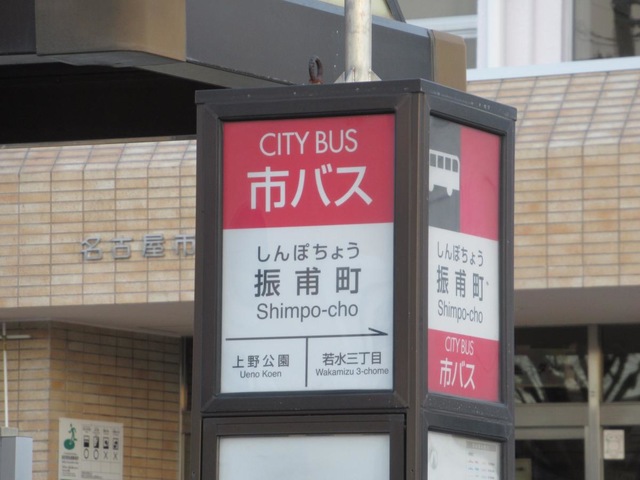 CITY BUS
市バス
しんぽちょう
振甫町
Shimpo-cho
上野公園 若水三丁目
Ueno Koen Wakamizu 3-chome
しんぽちょう
振甫町
Shimpo-cho
CITY BUS
市バス
名古屋市